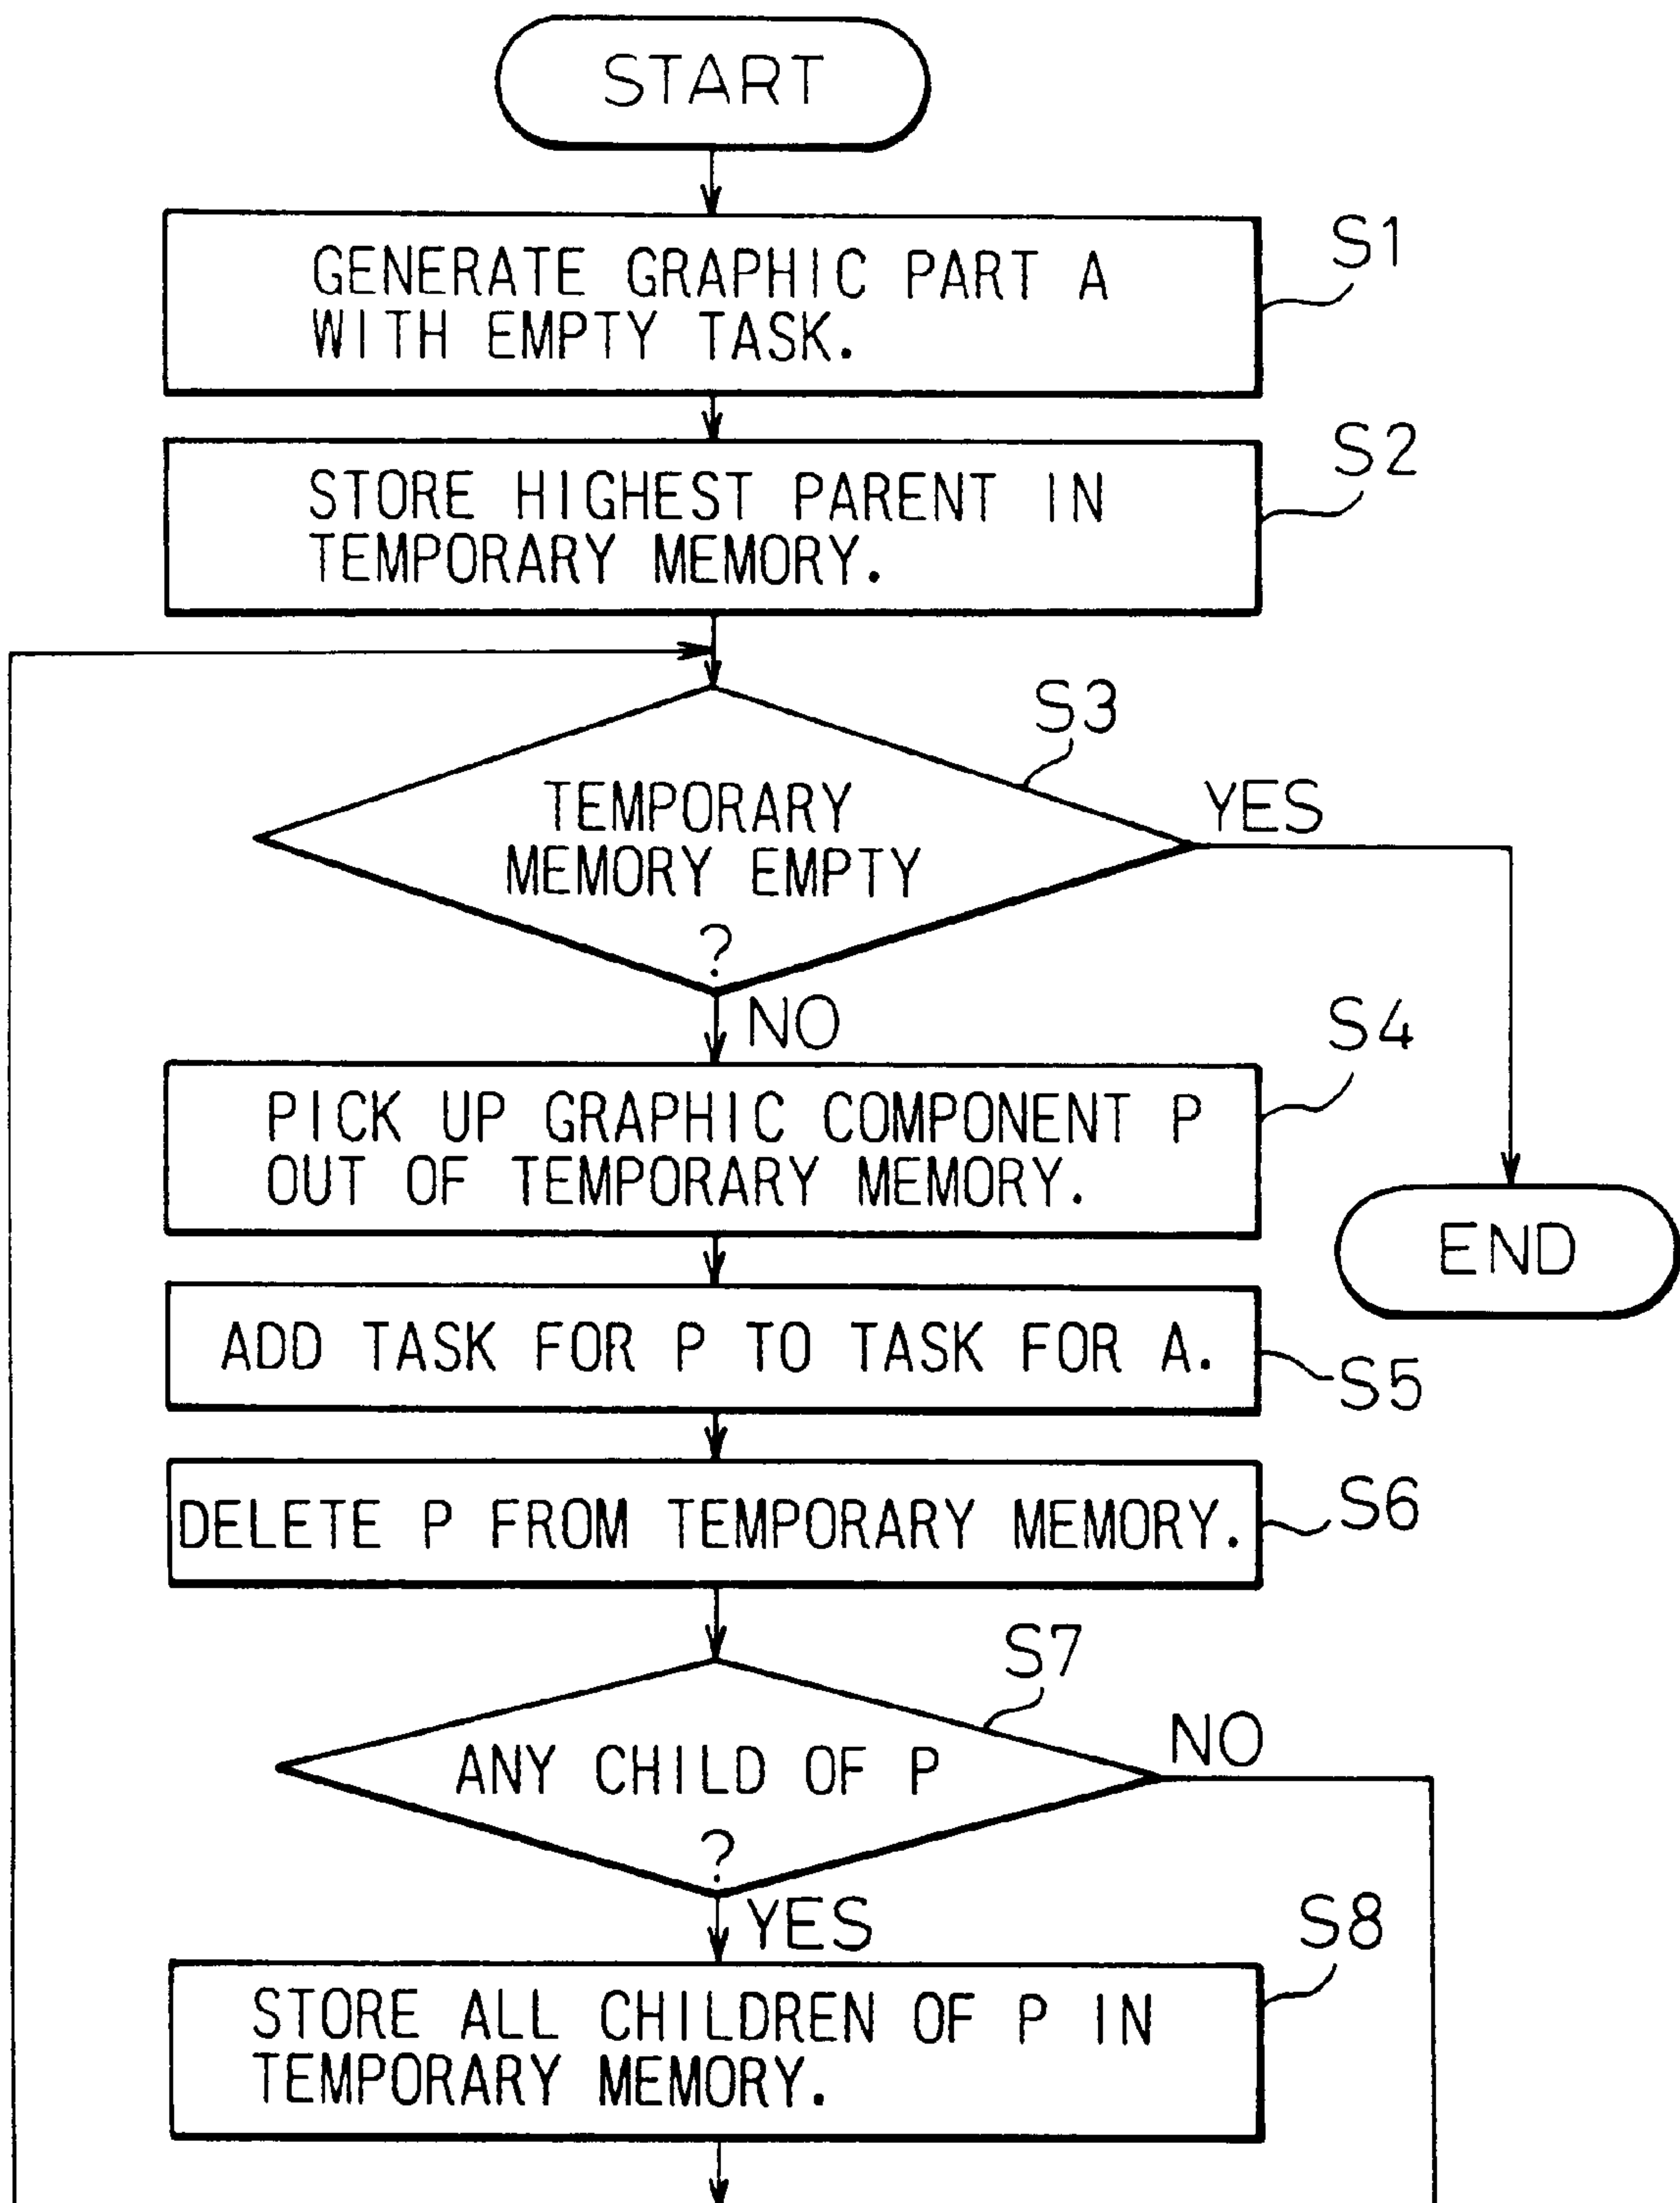 START
S1
GENERATE GRAPHIC PART A
WITH EMPTY TASK.
S2
STORE HIGHEST PARENT IN
TEMPORARY MEMORY.
S3
TEMPORARY
MEMORY EMPTY
?
YES
NO
S4
PICK UP GRAPHIC COMPONENT P
OUT OF TEMPORARY MEMORY.
END
ADD TASK FOR P TO TASK FOR A.
S5
DELETE P FROM TEMPORARY MEMORY.
S6
S7
ANY CHILD OF P
?
NO
YES
S8
STORE ALL CHILDREN OF P IN
TEMPORARY MEMORY.